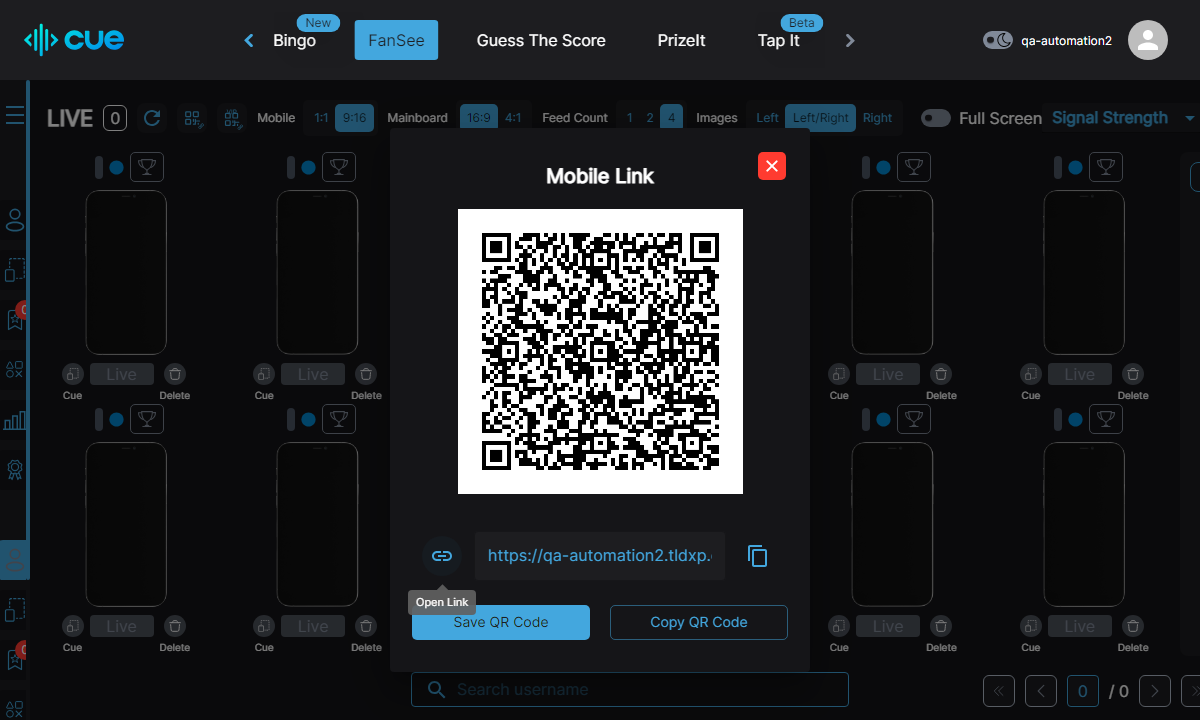 cue
New
Bingo
FanSee
Guess The Score
PrizeIt
Beta
Tap It
qa-automation2
LIVE 0
Mobile 1:1 9:16 Mainboard 16:9 4:1 Feed Count 1 2 4 Images Left Left/Right Right Full Screen Signal Strength
Mobile Link
Live Live Live Live
Cue Delete Cue Delete Cue Delete Cue Delete
https://qa-automation2.tldxp.
Open Link
Save QR Code Copy QR Code
Live Live Live Live
Cue Delete Cue Delete Cue Delete Cue Delete
Search username
0 / 0